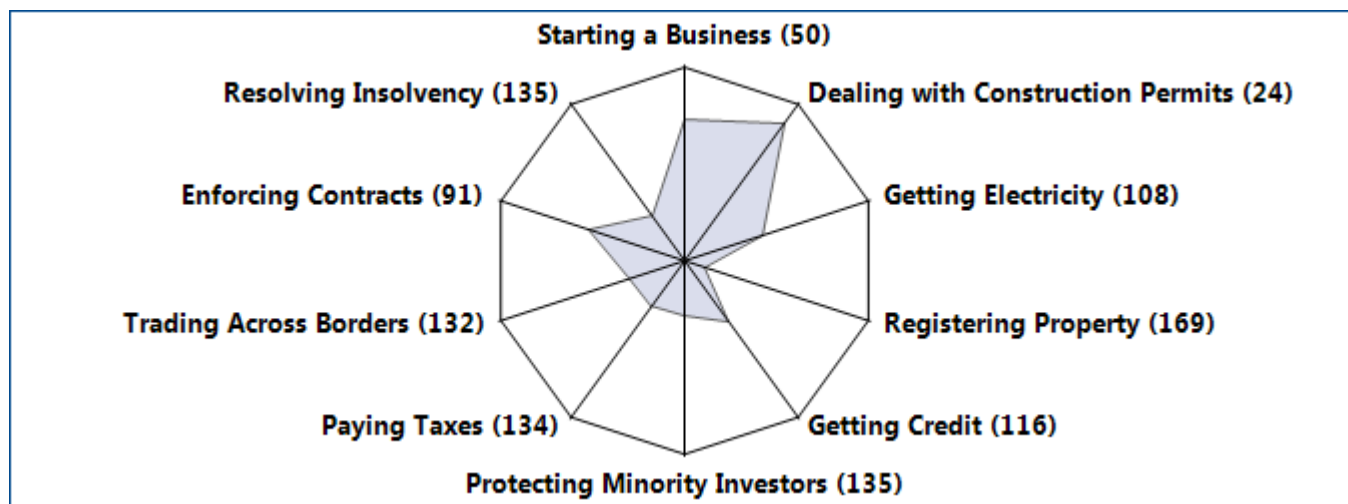 Starting a Business (50)
Resolving Insolvency (135)
Dealing with Construction Permits (24)
Enforcing Contracts (91)
Getting Electricity (108)
Trading Across Borders (132)
Registering Property (169)
Paying Taxes (134)
Getting Credit (116)
Protecting Minority Investors (135)